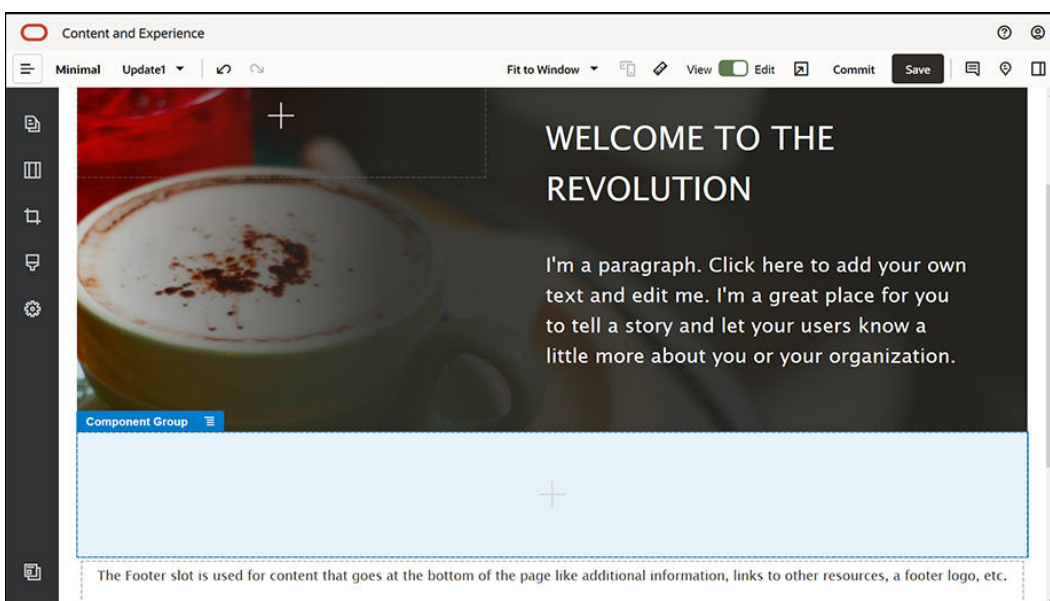 Content and Experience
Minimal Update1 Fit to Window View Edit Commit Save
WELCOME TO THE
REVOLUTION
I'm a paragraph. Click here to add your own
text and edit me. I'm a great place for you
to tell a story and let your users know a
little more about you or your organization.
Component Group
The Footer slot is used for content that goes at the bottom of the page like additional information, links to other resources, a footer logo, etc.